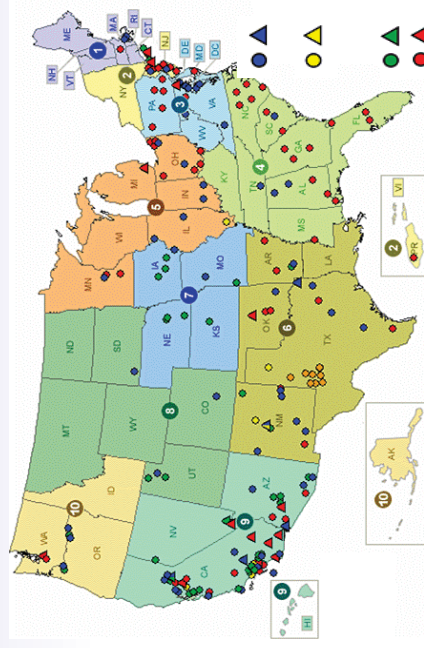 WA
OR
ID
10
MT
ND
SD
WY
UT
CO
8
CA
NV
AZ
9
HI
9
AK
10
NE
KS
IA
MO
7
NM
OK
TX
AR
LA
6
MN
WI
MI
IL
IN
OH
5
KY
TN
NC
SC
MS
AL
GA
FL
4
PA
WV
VA
3
DE
MD
DC
NY
NJ
2
ME
NH
VT
MA
RI
CT
1
PR
VI
2